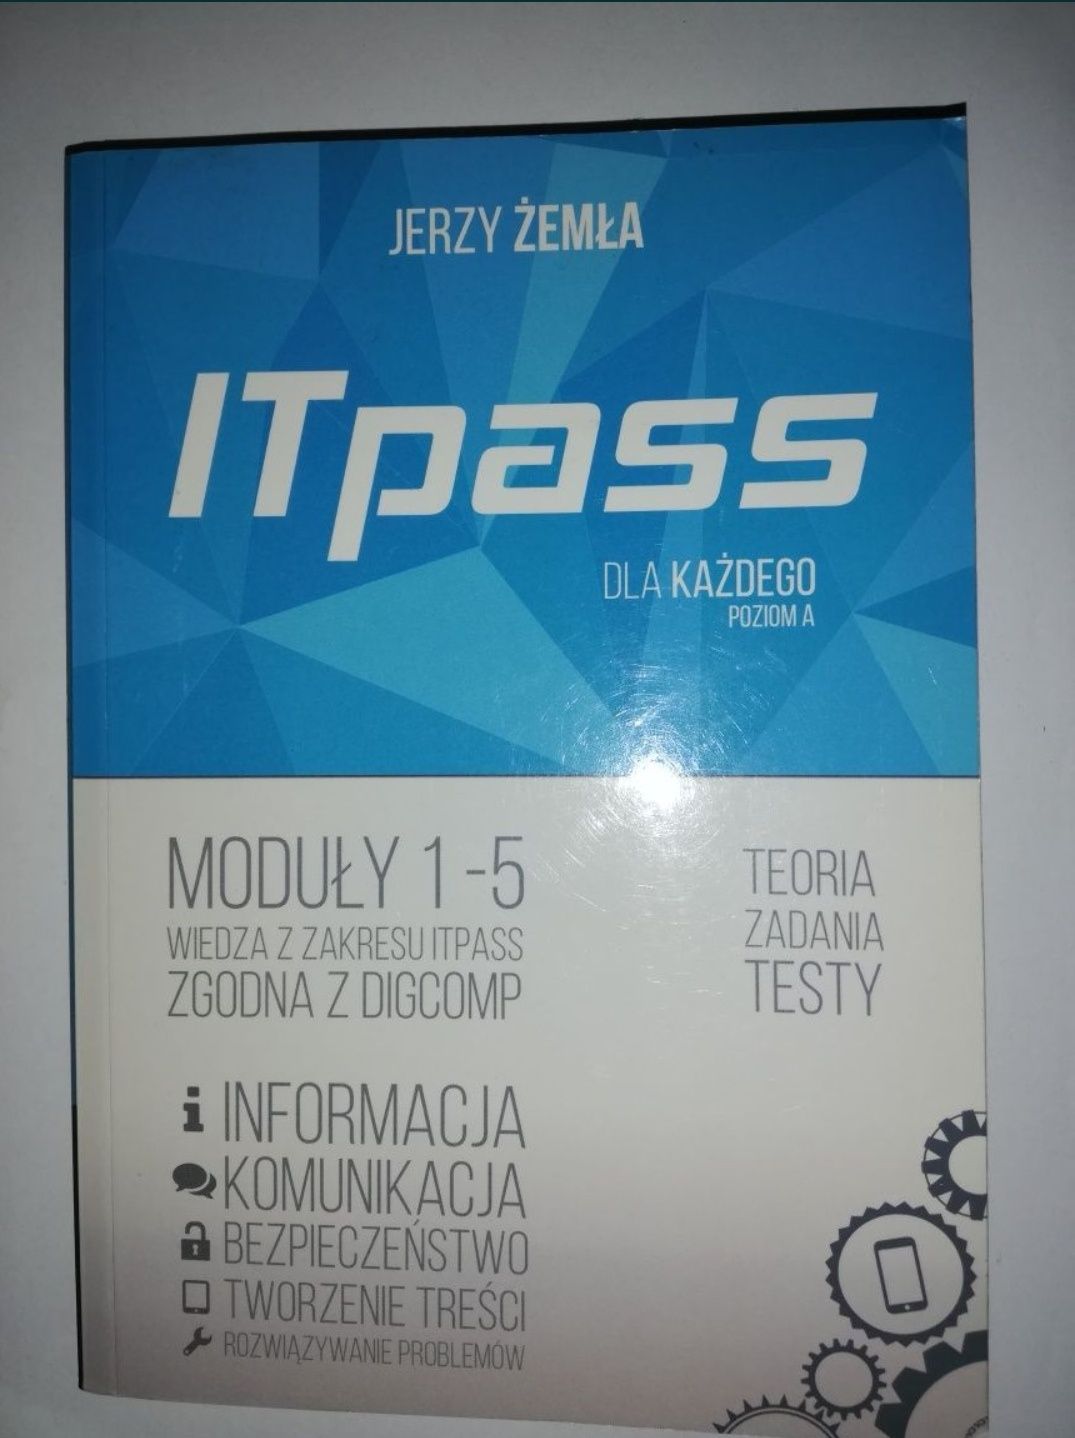 JERZY ŻEMŁA
ITpass
DLA KAŻDEGO
POZIOM A
MODUŁY 1-5
WIEDZA Z ZAKRESU ITPASS
ZGODNA Z DIGCOMP
TEORIA
ZADANIA
TESTY
INFORMACJA
KOMUNIKACJA
BEZPIECZEŃSTWO
TWORZENIE TREŚCI
ROZWIĄZYWANIE PROBLEMÓW